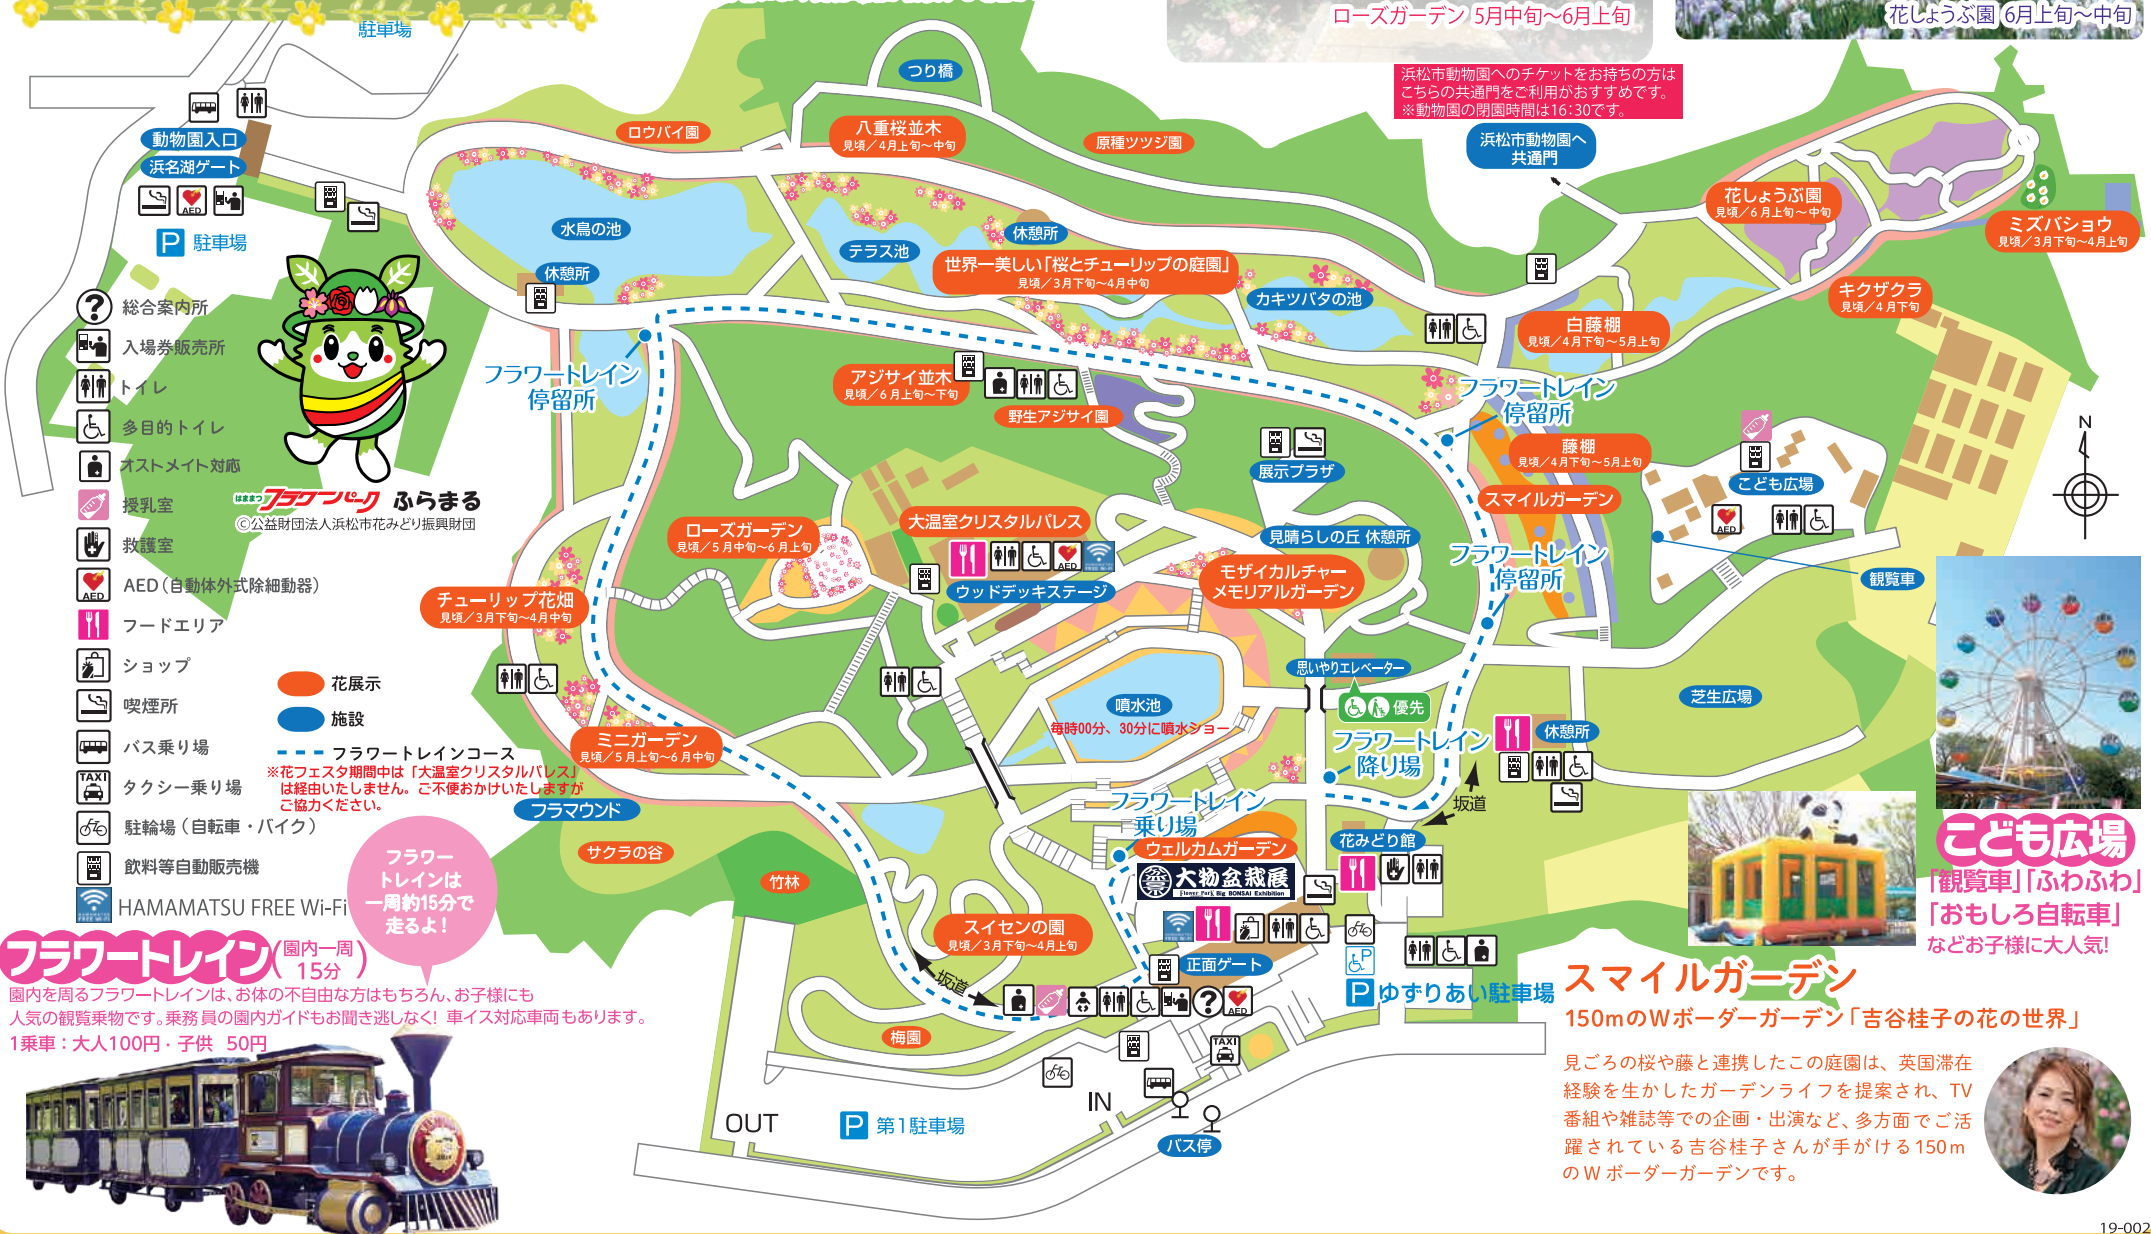 駐車場
ローズガーデン 5月中旬～6月上旬
花しょうぶ園 6月上旬～中旬
浜松市動物園へのチケットをお持ちの方は
こちらの共通門をご利用がおすすめです。
※動物園の閉園時間は16:30です。
浜松市動物園へ
共通門
つり橋
ロウバイ園
八重桜並木
見頃／4月上旬～中旬
原種ツツジ園
動物園入口
浜名湖ゲート
AED
P 駐車場
水鳥の池
休憩所
テラス池
休憩所
世界一美しい「桜とチューリップの庭園」
見頃／3月下旬～4月中旬
カキツバタの池
花しょうぶ園
見頃／6月上旬～中旬
ミズバショウ
見頃／3月下旬～4月上旬
キクザクラ
見頃／4月下旬
白藤棚
見頃／4月下旬～5月上旬
フラワートレイン
停留所
アジサイ並木
見頃／6月上旬～下旬
野生アジサイ園
フラワートレイン
停留所
藤棚
見頃／4月下旬～5月上旬
スマイルガーデン
展示プラザ
こども広場
AED
N
観覧車
?
総合案内所
入場券販売所
トイレ
多目的トイレ
オストメイト対応
授乳室
救護室
AED
AED（自動体外式除細動器）
フードエリア
ショップ
喫煙所
バス乗り場
TAXI
タクシー乗り場
駐輪場（自転車・バイク）
飲料等自動販売機
HAMAMATSU FREE Wi-Fi
はままつフラワーパーク ふらまる
©公益財団法人浜松市花みどり振興財団
花展示
施設
フラワートレインコース
※花フェスタ期間中は「大温室クリスタルパレス」
は経由いたしません。ご不便おかけいたしますが
ご協力ください。
ローズガーデン
見頃／5月中旬～6月上旬
大温室クリスタルパレス
AED
ウッドデッキステージ
見晴らしの丘 休憩所
モザイカルチャー
メモリアルガーデン
フラワートレイン
停留所
チューリップ花畑
見頃／3月下旬～4月中旬
思いやりエレベーター
優先
噴水池
毎時00分、30分に噴水ショー
芝生広場
ミニガーデン
見頃／5月上旬～6月中旬
フラワートレイン
降り場
休憩所
坂道
フラマウンド
サクラの谷
フラワートレイン
乗り場
ウェルカムガーデン
花みどり館
大物盆栽展
Flower Park Big BONSAI Exhibition
竹林
スイセンの園
見頃／3月下旬～4月上旬
正面ゲート
坂道
?
AED
P
P ゆずりあい駐車場
梅園
TAXI
IN
OUT
P 第1駐車場
バス停
フラワー
トレインは
一周約15分で
走るよ！
フラワートレイン（園内一周
15分）
園内を周るフラワートレインは、お体の不自由な方はもちろん、お子様にも
人気の観覧乗物です。乗務員の園内ガイドもお聞き逃しなく！ 車イス対応車両もあります。
1乗車：大人100円・子供 50円
こども広場
「観覧車」「ふわふわ」
「おもしろ自転車」
などお子様に大人気!
スマイルガーデン
150mのWボーダーガーデン「吉谷桂子の花の世界」
見ごろの桜や藤と連携したこの庭園は、英国滞在
経験を生かしたガーデンライフを提案され、TV
番組や雑誌等での企画・出演など、多方面でご活
躍されている吉谷桂子さんが手がける150m
のWボーダーガーデンです。
19-002